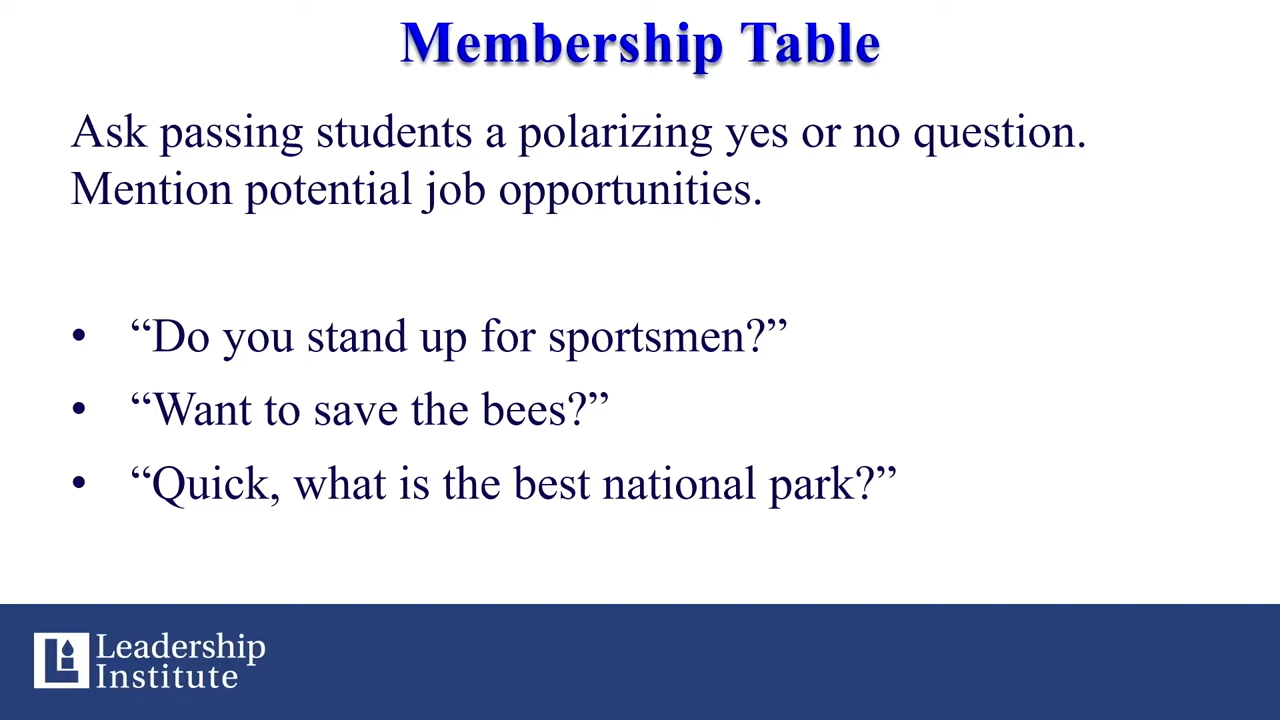 Membership Table
Ask passing students a polarizing yes or no question.
Mention potential job opportunities.
• “Do you stand up for sportsmen?”
• “Want to save the bees?”
• “Quick, what is the best national park?”
Leadership
Institute